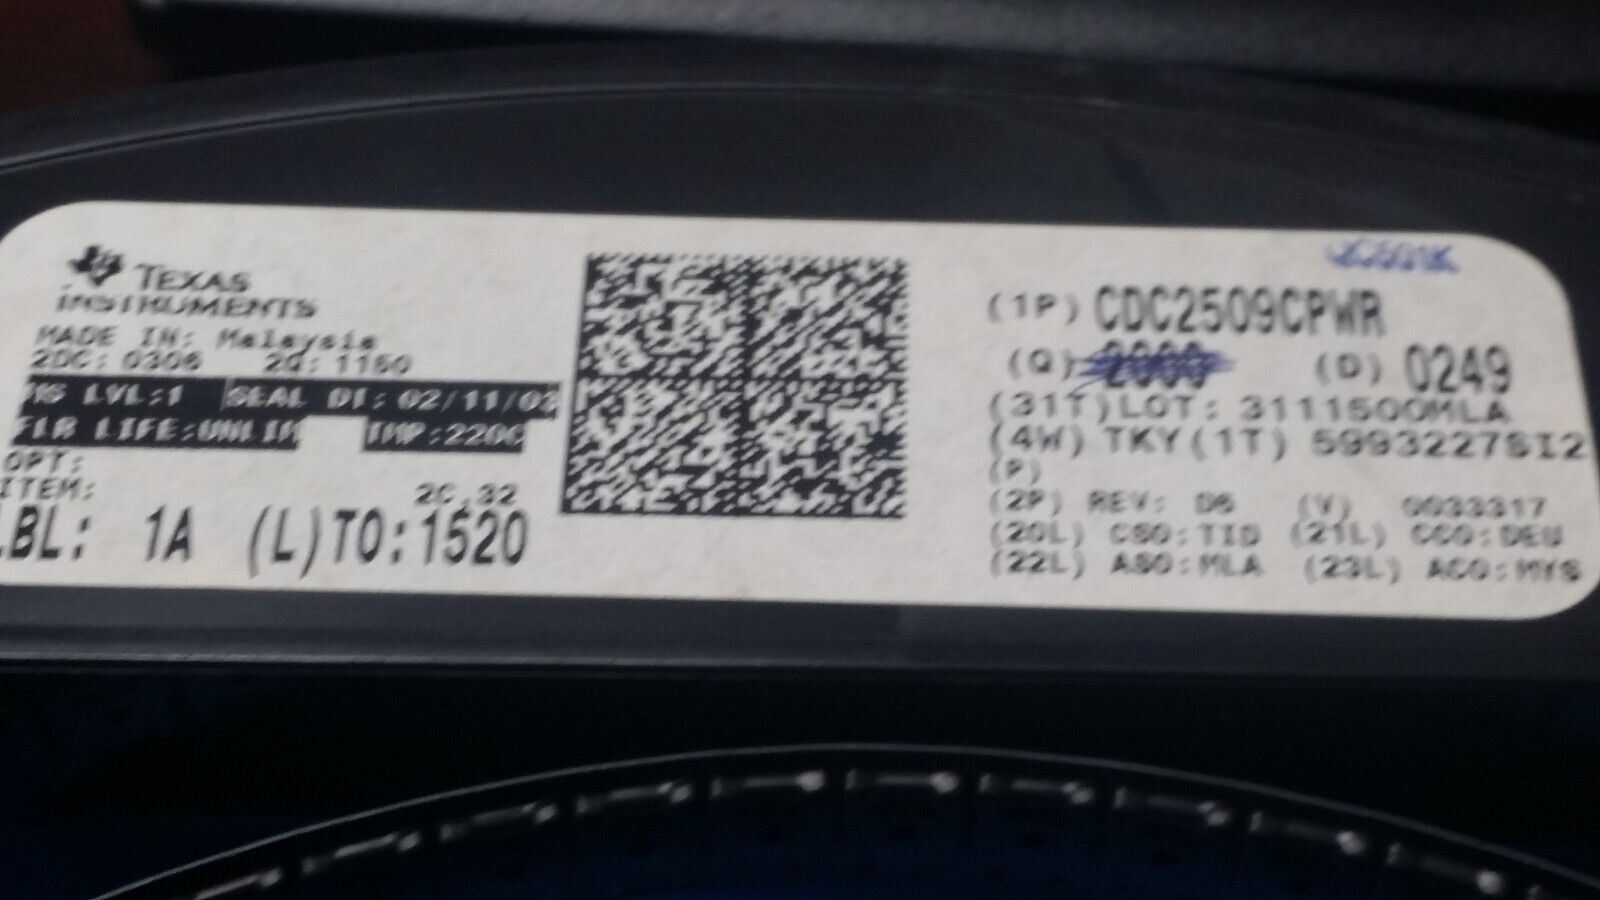 TEXAS
INSTRUMENTS
MADE IN: Malaysia
2DC: 0306 2Q: 1160
MS LVL:1 SEAL DT: 02/11/03
FLR LIFE:UNLIM TMP:220C
OPT:
ITEM: 2C,32
LBL: 1A (L)TO:1520
(1P) CDC2509CPWR
(Q) 2000 (D) 0249
(31T)LOT: 3111500MLA
(4W) TKY(1T) 5993227SI2
(P)
(2P) REV: D6 (V) 0033317
(20L) CSO:TID (21L) CCO:DEU
(22L) ASO:MLA (23L) ACO:MYS